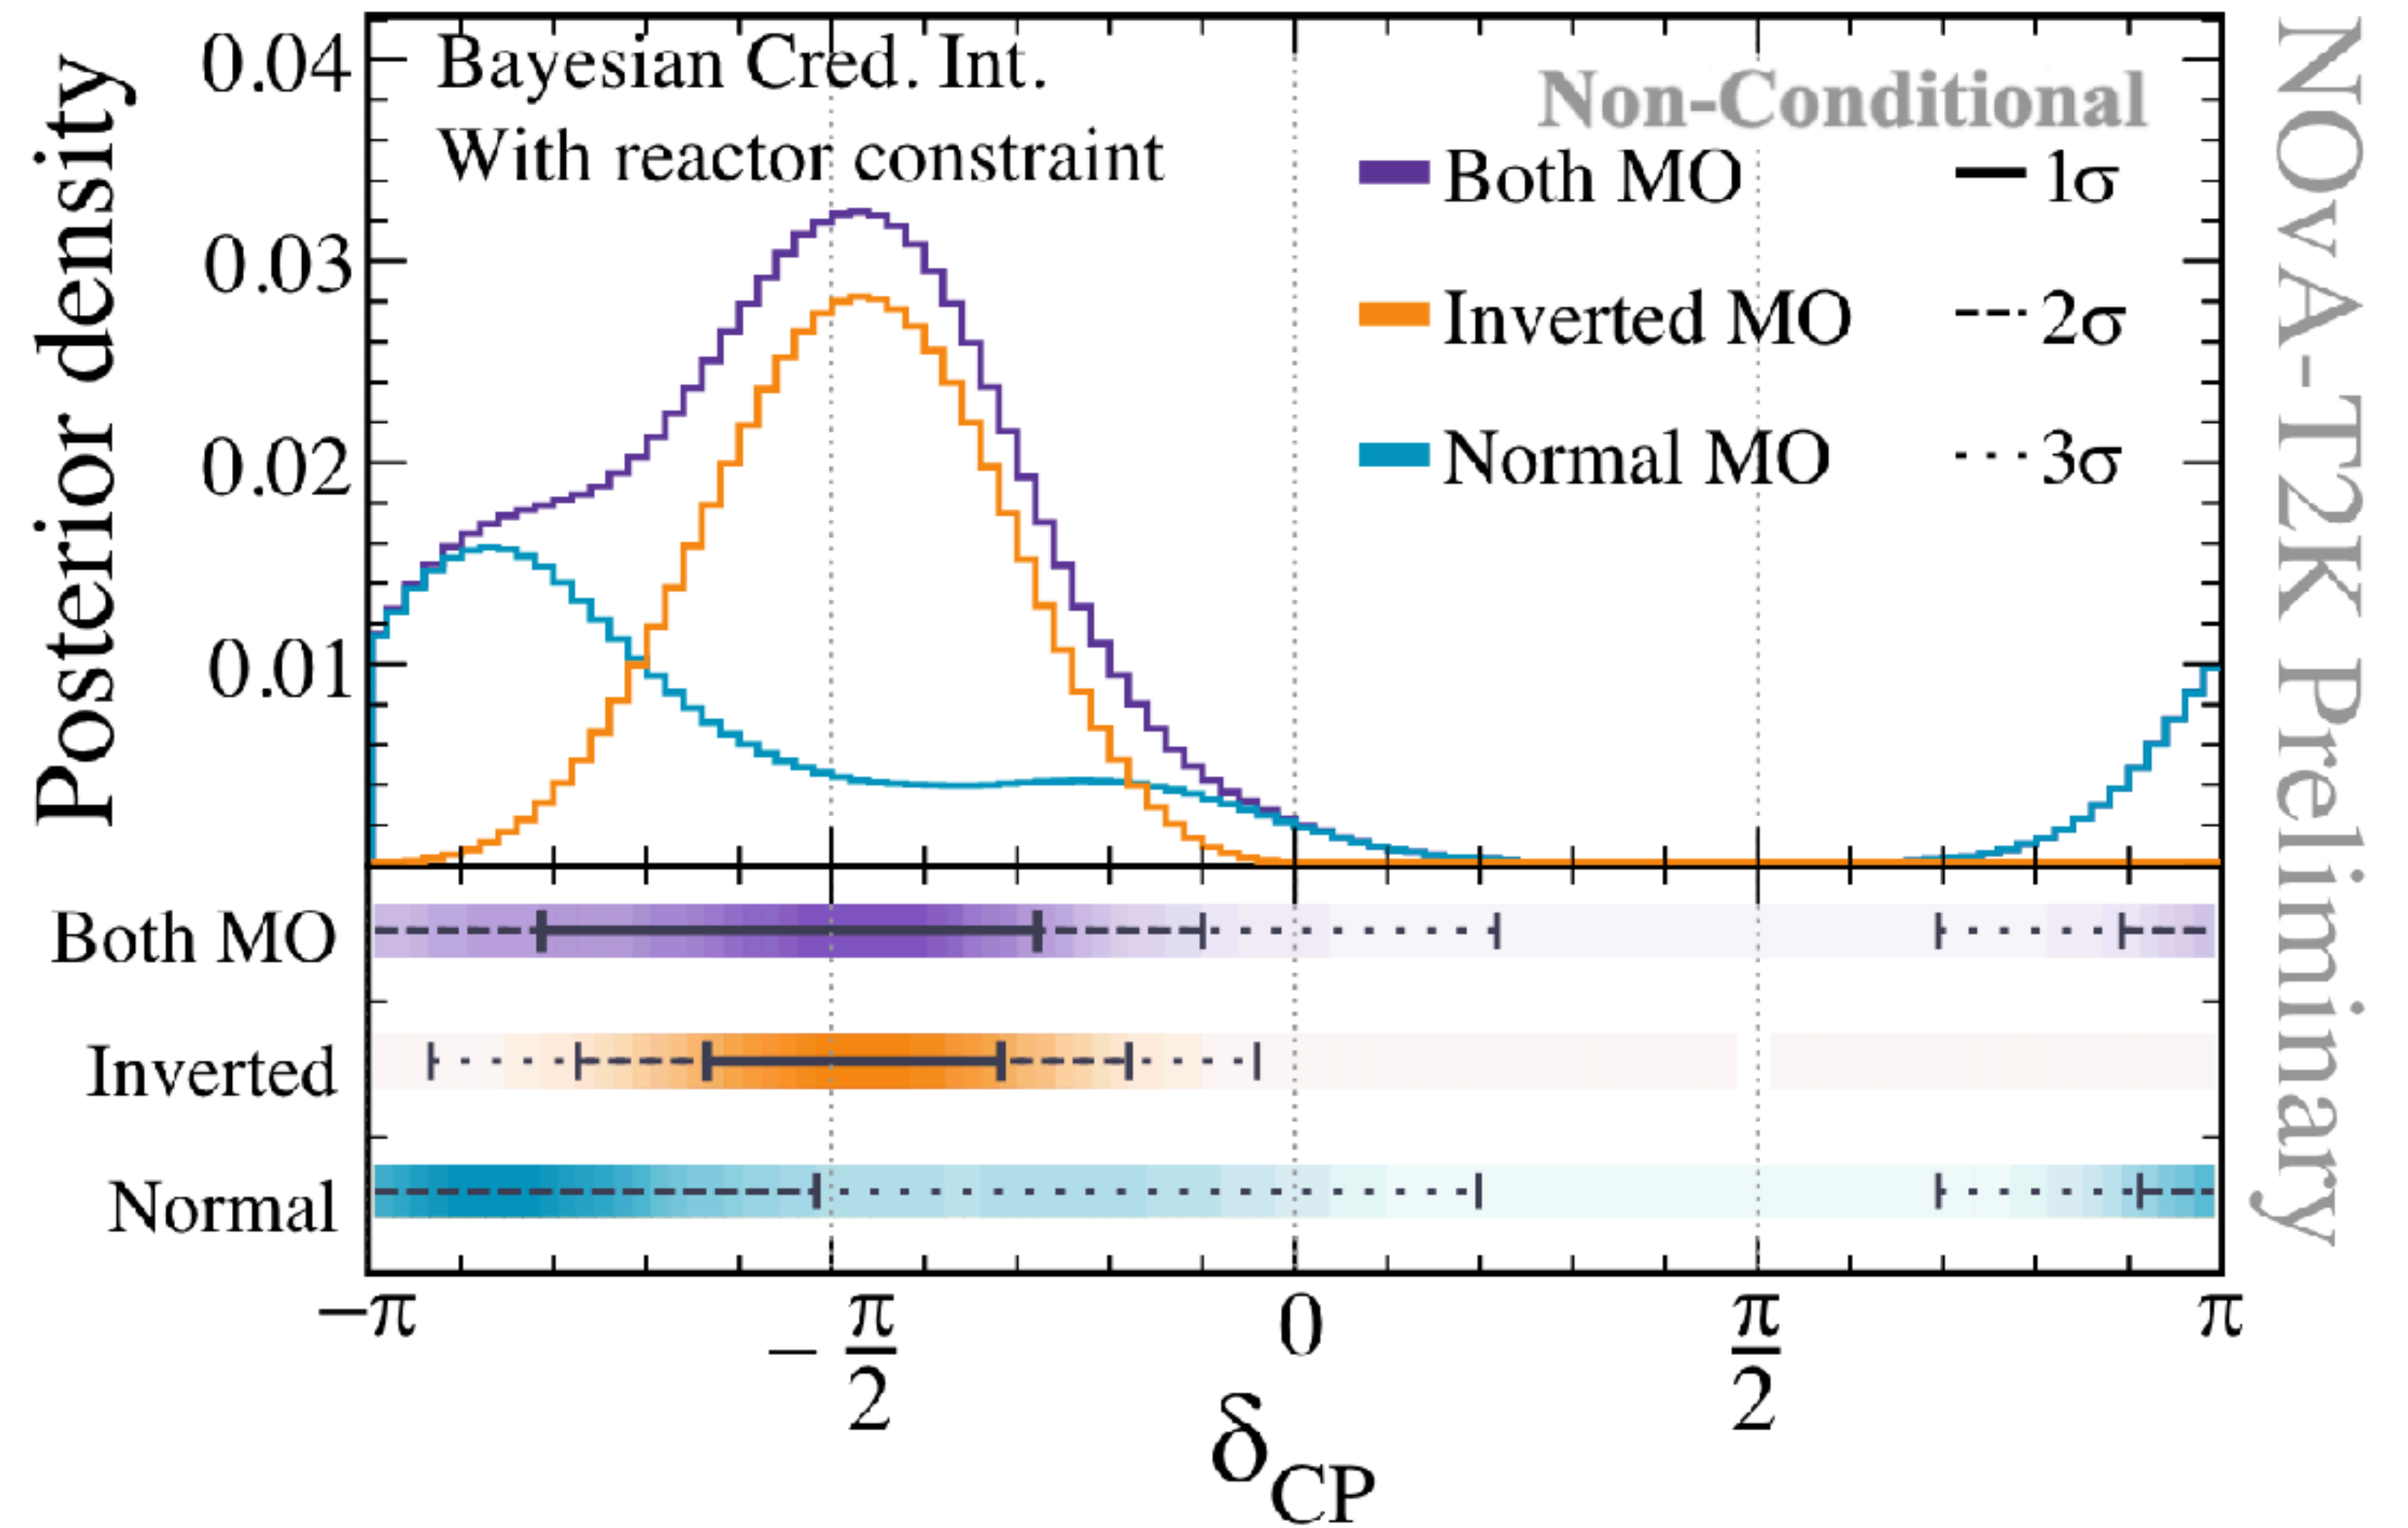 Bayesian Cred. Int.
With reactor constraint
Non-Conditional
Both MO
1σ
Inverted MO
2σ
Normal MO
3σ
Posterior density
0.04
0.03
0.02
0.01
Both MO
Inverted
Normal
−π
−π/2
0
π/2
π
δCP
NOvA-T2K Preliminary